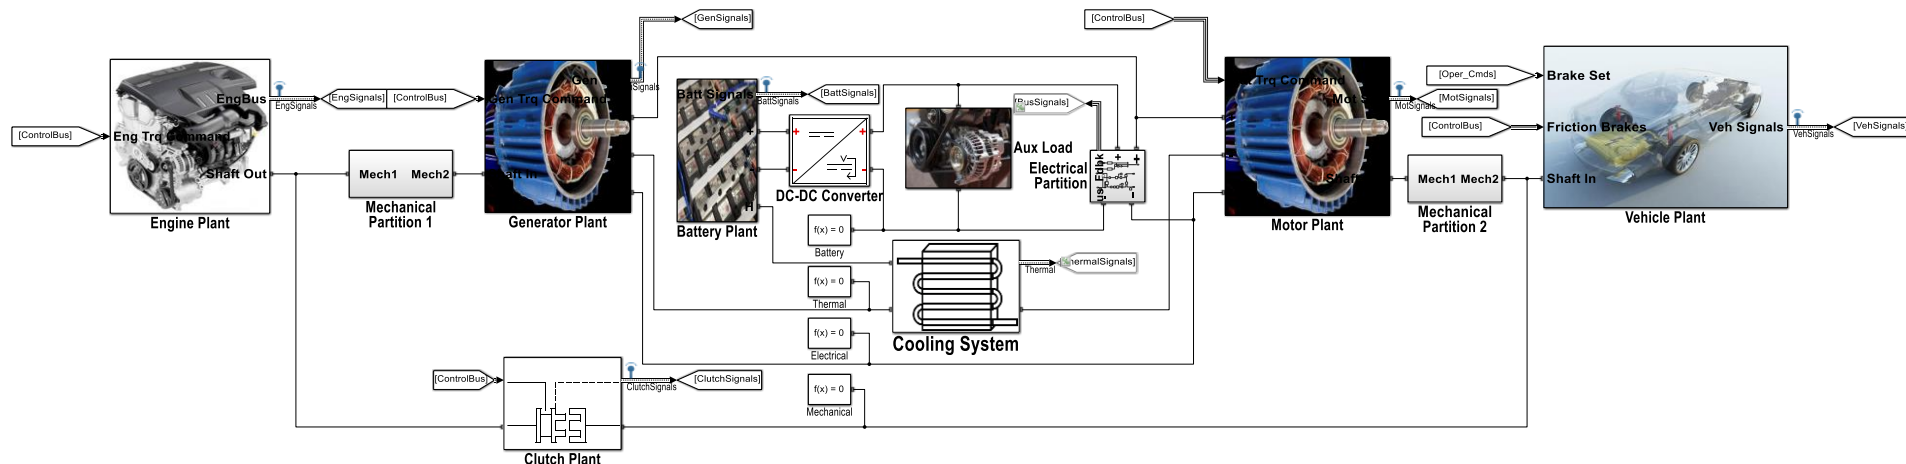 [ControlBus]
Eng Trq Command
EngBus
Shaft Out
Engine Plant
EngSignals
[EngSignals]
[ControlBus]
Mech1 Mech2
Mechanical
Partition 1
[GenSignals]
Gen
Gen Trq Command
Generator Plant
Batt Signals
BattSignals
[BattSignals]
+
H
Battery Plant
+ +
- -
V
DC-DC Converter
Aux Load
Electrical
Partition
+ +
- -
f(x) = 0
Battery
f(x) = 0
Thermal
f(x) = 0
Electrical
f(x) = 0
Mechanical
Thermal
Cooling System
[ControlBus]
ClutchSignals
[ClutchSignals]
Clutch Plant
[ControlBus]
Trq Command
MotSignals
[MotSignals]
Motor Plant
Mech1 Mech2
Mechanical
Partition 2
[Oper_Cmds]
[ControlBus]
Brake Set
Friction Brakes
Shaft In
Veh Signals
VehSignals
[VehSignals]
Vehicle Plant